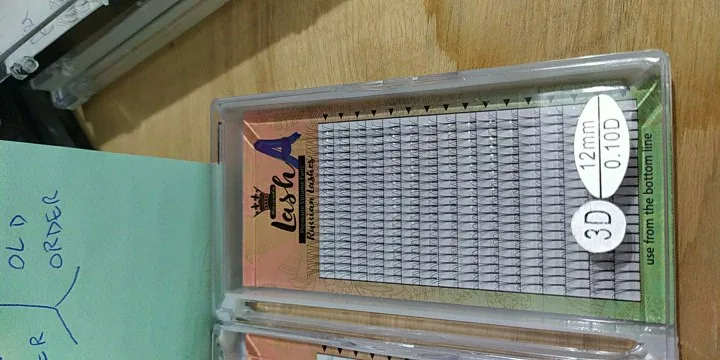 OLD
ORDER
ER
Lash A
Russian Lashes
12mm
0.10D
3D
use from the bottom line